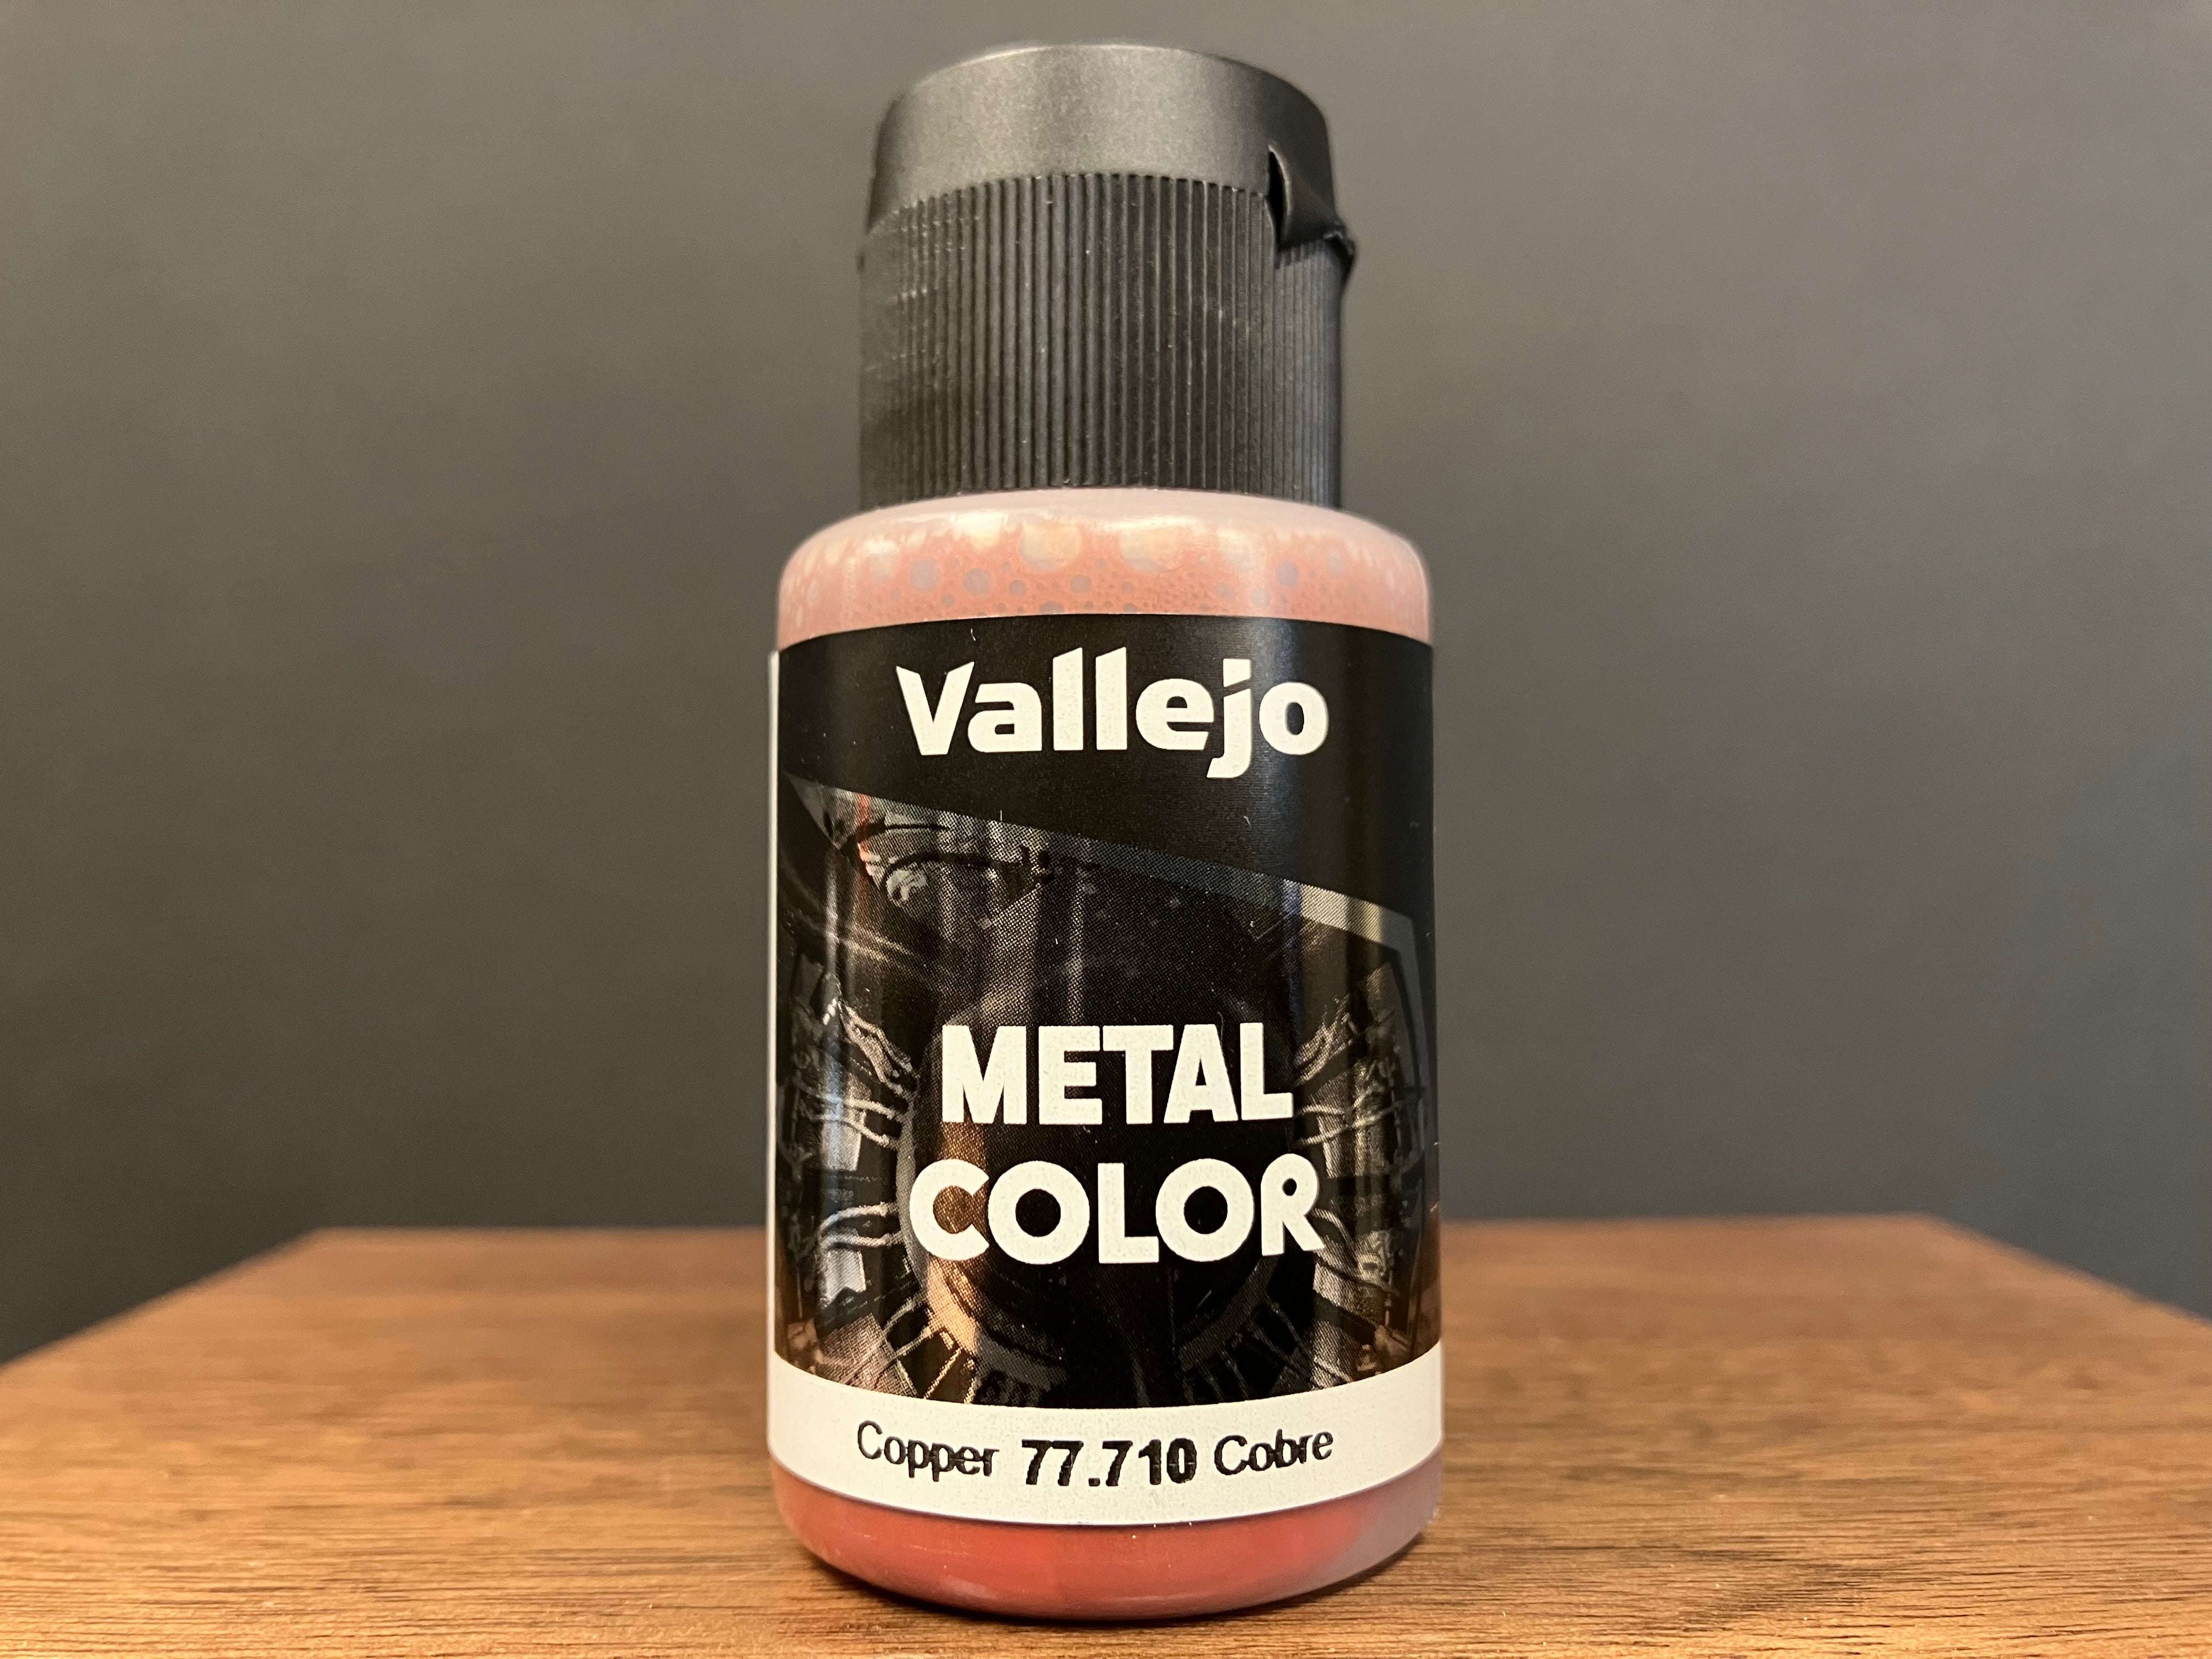 Vallejo
METAL
COLOR
Copper 77.710 Cobre